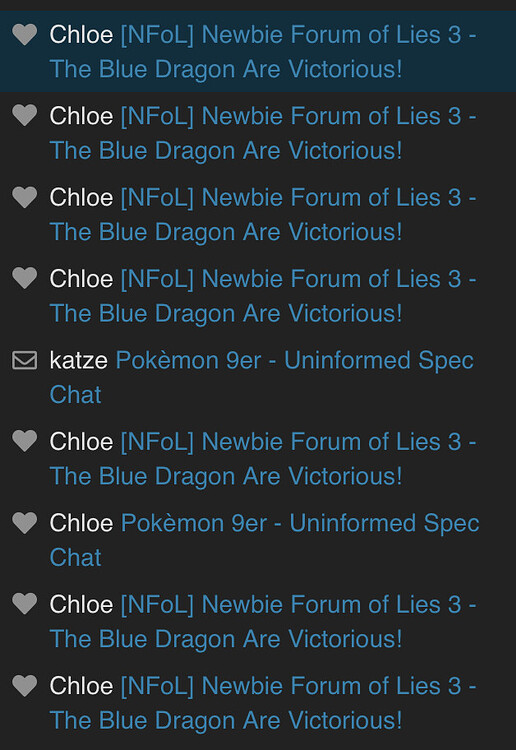 Chloe [NFoL] Newbie Forum of Lies 3 -
The Blue Dragon Are Victorious!
Chloe [NFoL] Newbie Forum of Lies 3 -
The Blue Dragon Are Victorious!
Chloe [NFoL] Newbie Forum of Lies 3 -
The Blue Dragon Are Victorious!
Chloe [NFoL] Newbie Forum of Lies 3 -
The Blue Dragon Are Victorious!
katze Pokèmon 9er - Uninformed Spec
Chat
Chloe [NFoL] Newbie Forum of Lies 3 -
The Blue Dragon Are Victorious!
Chloe Pokèmon 9er - Uninformed Spec
Chat
Chloe [NFoL] Newbie Forum of Lies 3 -
The Blue Dragon Are Victorious!
Chloe [NFoL] Newbie Forum of Lies 3 -
The Blue Dragon Are Victorious!